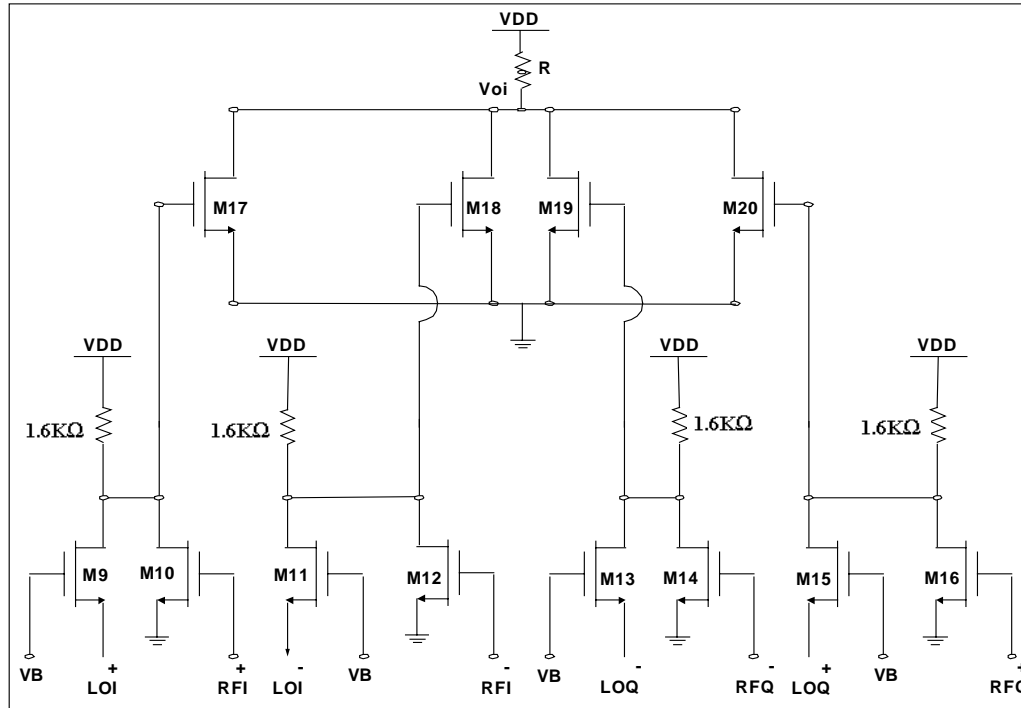 VDD
R
Voi
M17
M18
M19
M20
VDD
VDD
VDD
VDD
1.6KΩ
1.6KΩ
1.6KΩ
1.6KΩ
M9
M10
M11
M12
M13
M14
M15
M16
VB
+
LOI
+
RFI
-
LOI
VB
-
RFI
VB
-
LOQ
-
RFQ
+
LOQ
VB
+
RFQ